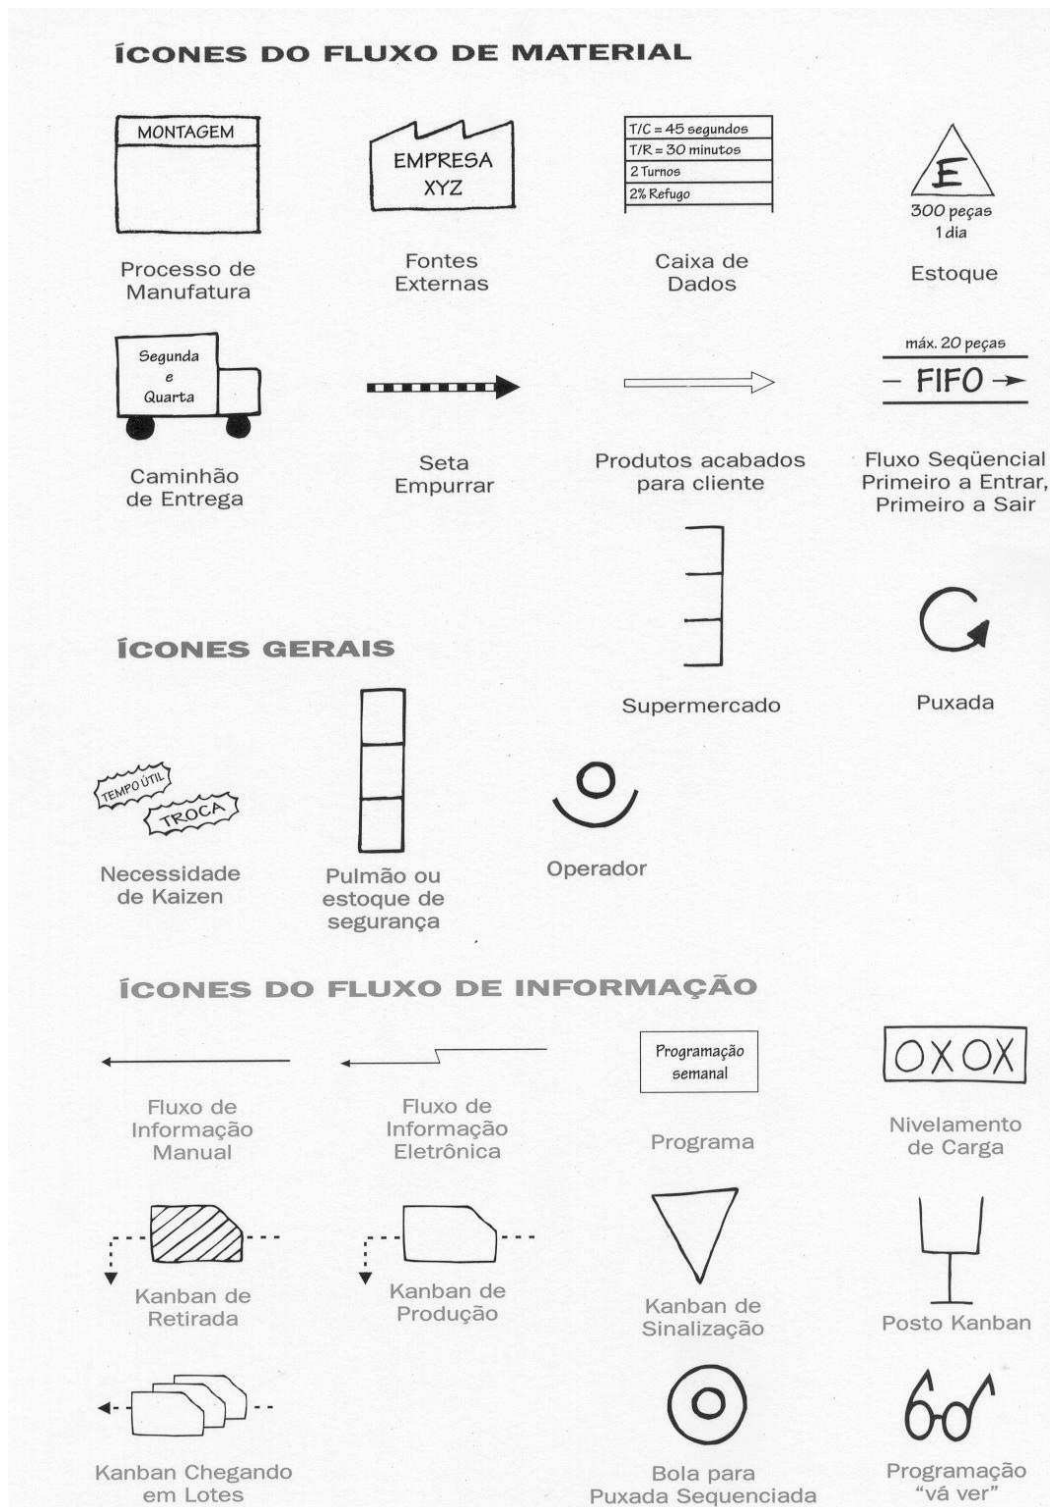 ÍCONES DO FLUXO DE MATERIAL
MONTAGEM
Processo de
Manufatura
EMPRESA
XYZ
Fontes
Externas
T/C = 45 segundos
T/R = 30 minutos
2 Turnos
2% Refugo
Caixa de
Dados
E
300 peças
1 dia
Estoque
Segunda
e
Quarta
Caminhão
de Entrega
Seta
Empurrar
Produtos acabados
para cliente
máx. 20 peças
FIFO
Fluxo Seqüencial
Primeiro a Entrar,
Primeiro a Sair
Supermercado
Puxada
ÍCONES GERAIS
TEMPO ÚTIL
TROCA
Necessidade
de Kaizen
Pulmão ou
estoque de
segurança
Operador
ÍCONES DO FLUXO DE INFORMAÇÃO
Fluxo de
Informação
Manual
Fluxo de
Informação
Eletrônica
Programação
semanal
Programa
OXOX
Nivelamento
de Carga
Kanban de
Retirada
Kanban de
Produção
Kanban de
Sinalização
Posto Kanban
Kanban Chegando
em Lotes
Bola para
Puxada Sequenciada
Programação
“vá ver”